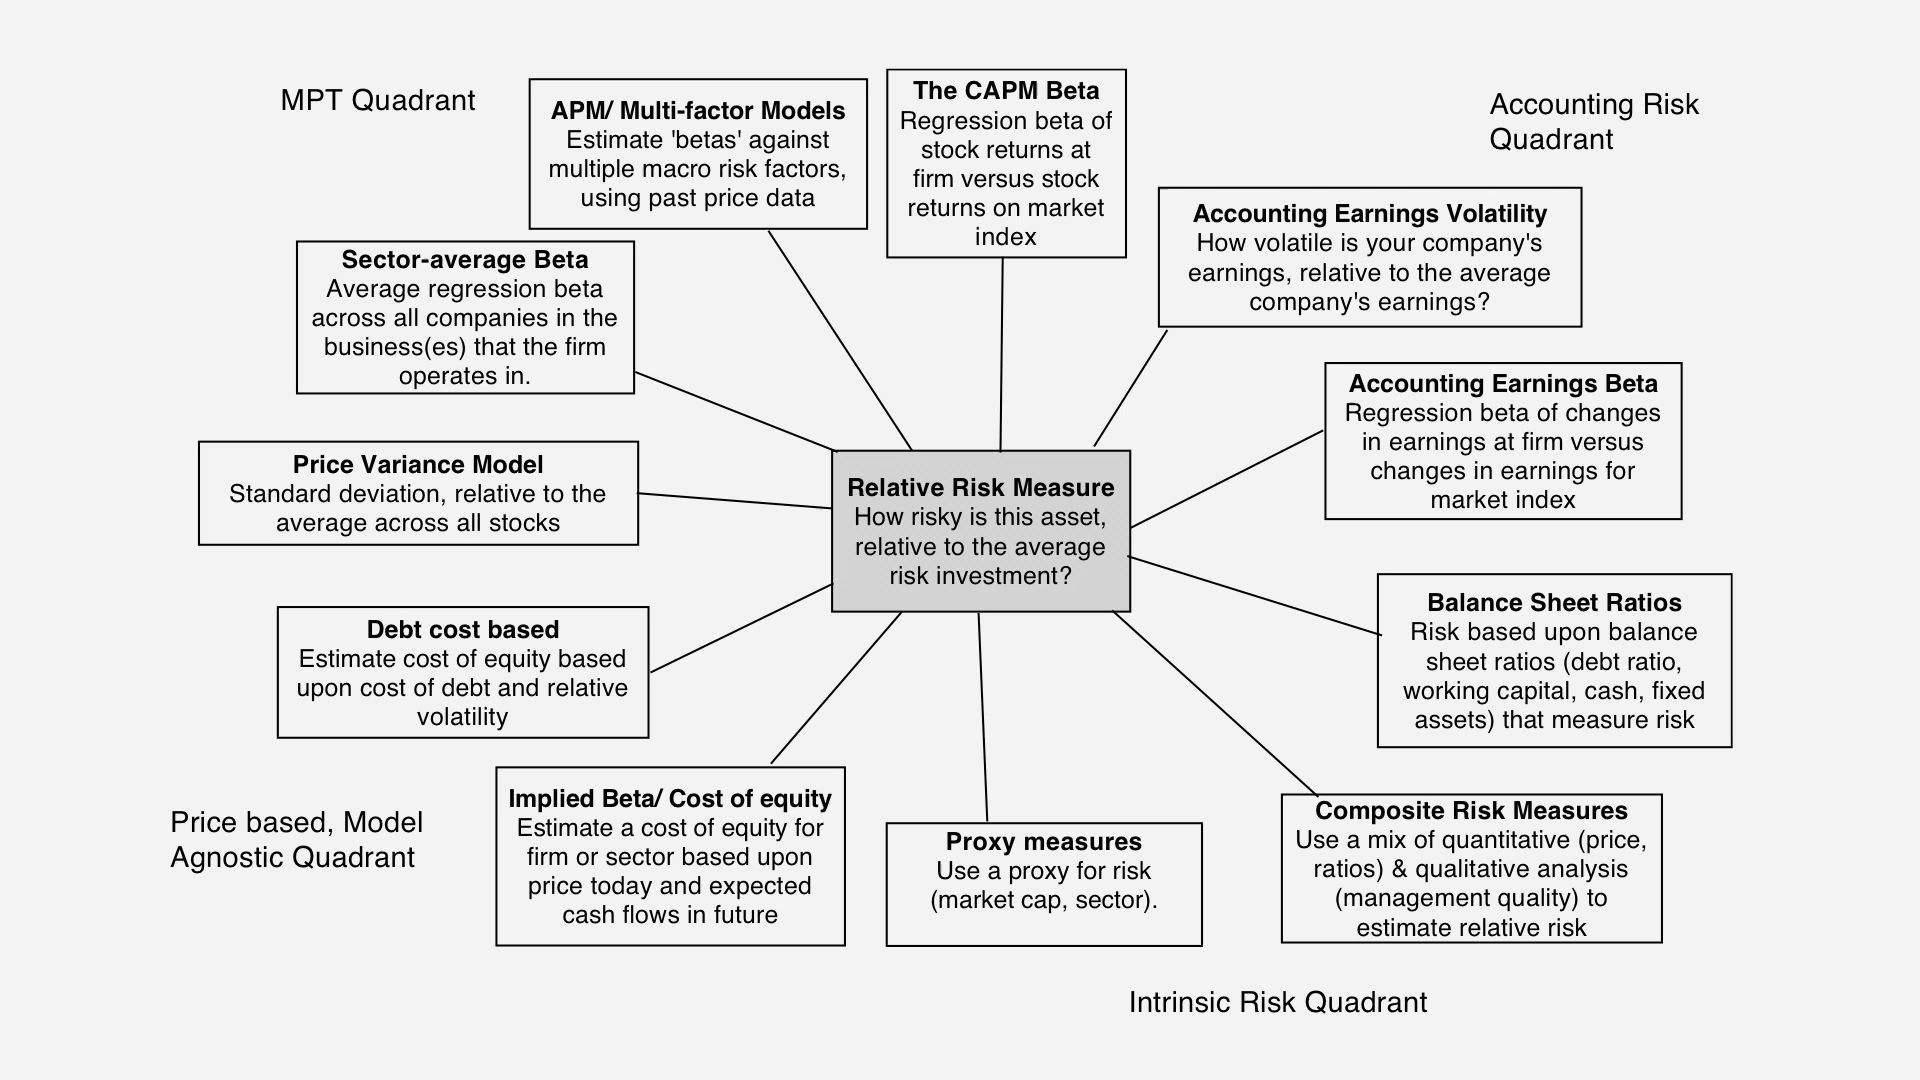 MPT Quadrant
APM/ Multi-factor Models
Estimate 'betas' against
multiple macro risk factors,
using past price data
The CAPM Beta
Regression beta of
stock returns at
firm versus stock
returns on market
index
Accounting Risk
Quadrant
Accounting Earnings Volatility
How volatile is your company's
earnings, relative to the average
company's earnings?
Sector-average Beta
Average regression beta
across all companies in the
business(es) that the firm
operates in.
Accounting Earnings Beta
Regression beta of changes
in earnings at firm versus
changes in earnings for
market index
Price Variance Model
Standard deviation, relative to the
average across all stocks
Relative Risk Measure
How risky is this asset,
relative to the average
risk investment?
Debt cost based
Estimate cost of equity based
upon cost of debt and relative
volatility
Balance Sheet Ratios
Risk based upon balance
sheet ratios (debt ratio,
working capital, cash, fixed
assets) that measure risk
Price based, Model
Agnostic Quadrant
Implied Beta/ Cost of equity
Estimate a cost of equity for
firm or sector based upon
price today and expected
cash flows in future
Proxy measures
Use a proxy for risk
(market cap, sector).
Composite Risk Measures
Use a mix of quantitative (price,
ratios) & qualitative analysis
(management quality) to
estimate relative risk
Intrinsic Risk Quadrant